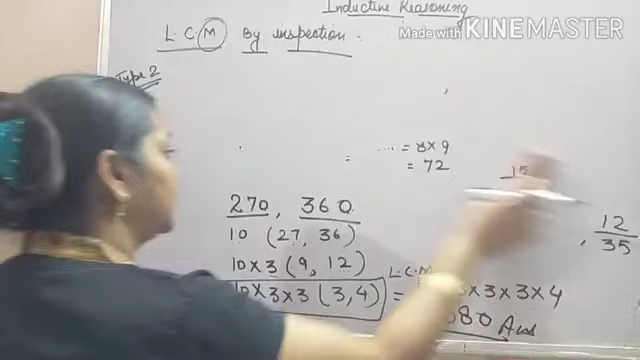 Inductive Reasoning
Made with KINEMASTER
L.C.M By inspection
Type 2
= .... = 8×9
= 72
270, 360
10 (27, 36)
10×3 (9, 12)
10×3×3 (3,4) =
L.C.M
×3×3×4
80 Ans
, 12/35